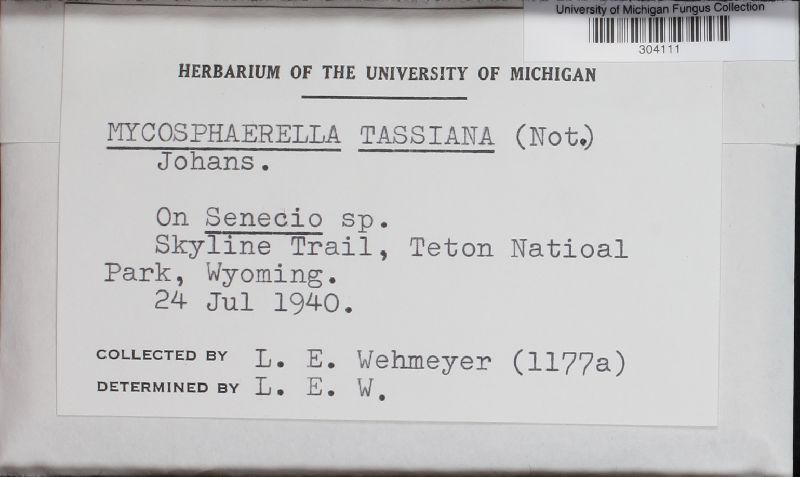 University of Michigan Fungus Collection
304111
HERBARIUM OF THE UNIVERSITY OF MICHIGAN
MYCOSPHAERELLA TASSIANA (Not.)
Johans.
On Senecio sp.
Skyline Trail, Teton Natioal
Park, Wyoming.
24 Jul 1940.
COLLECTED BY L. E. Wehmeyer (1177a)
DETERMINED BY L. E. W.